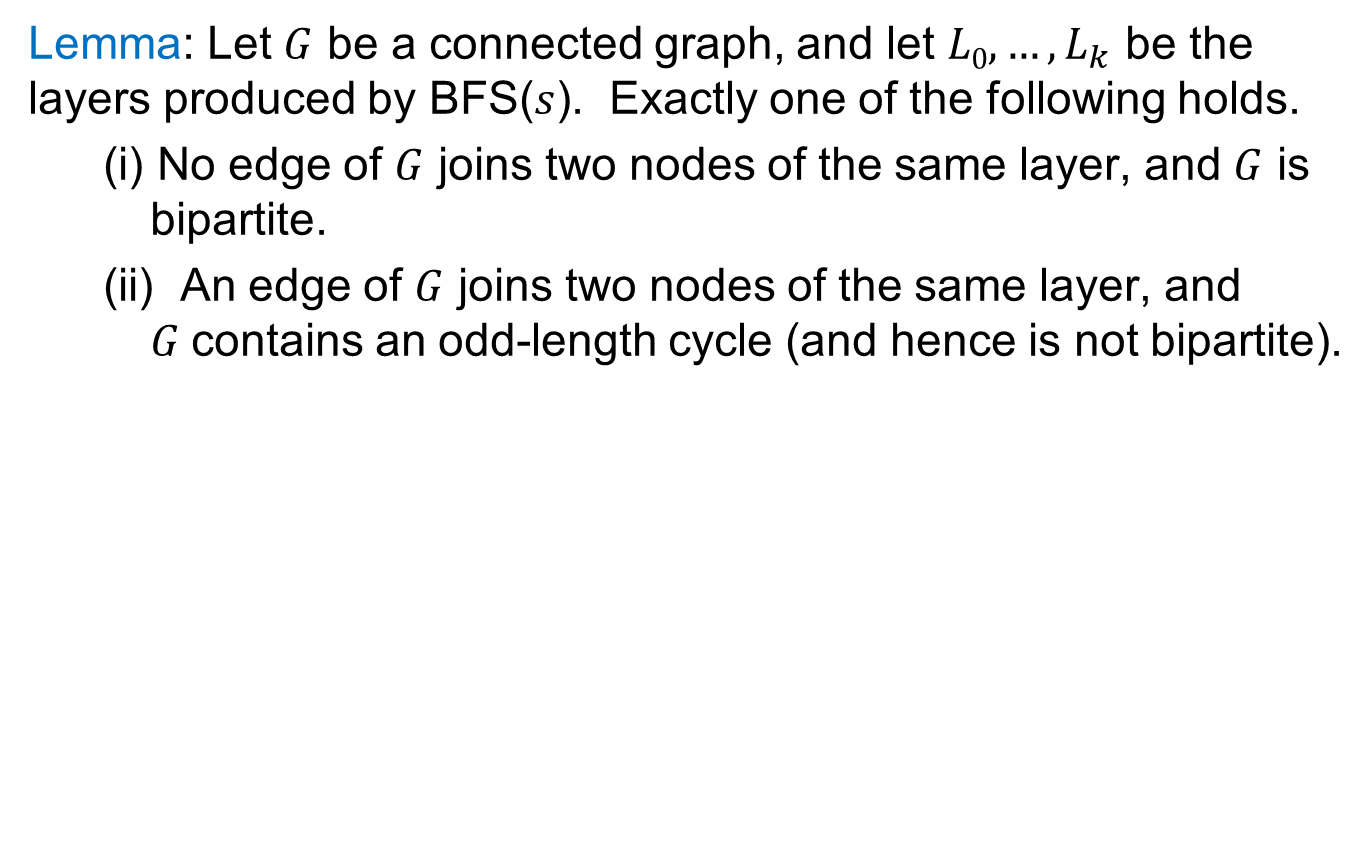 Lemma: Let G be a connected graph, and let L₀, … , Lₖ be the
layers produced by BFS(s). Exactly one of the following holds.
(i) No edge of G joins two nodes of the same layer, and G is
bipartite.
(ii) An edge of G joins two nodes of the same layer, and
G contains an odd-length cycle (and hence is not bipartite).